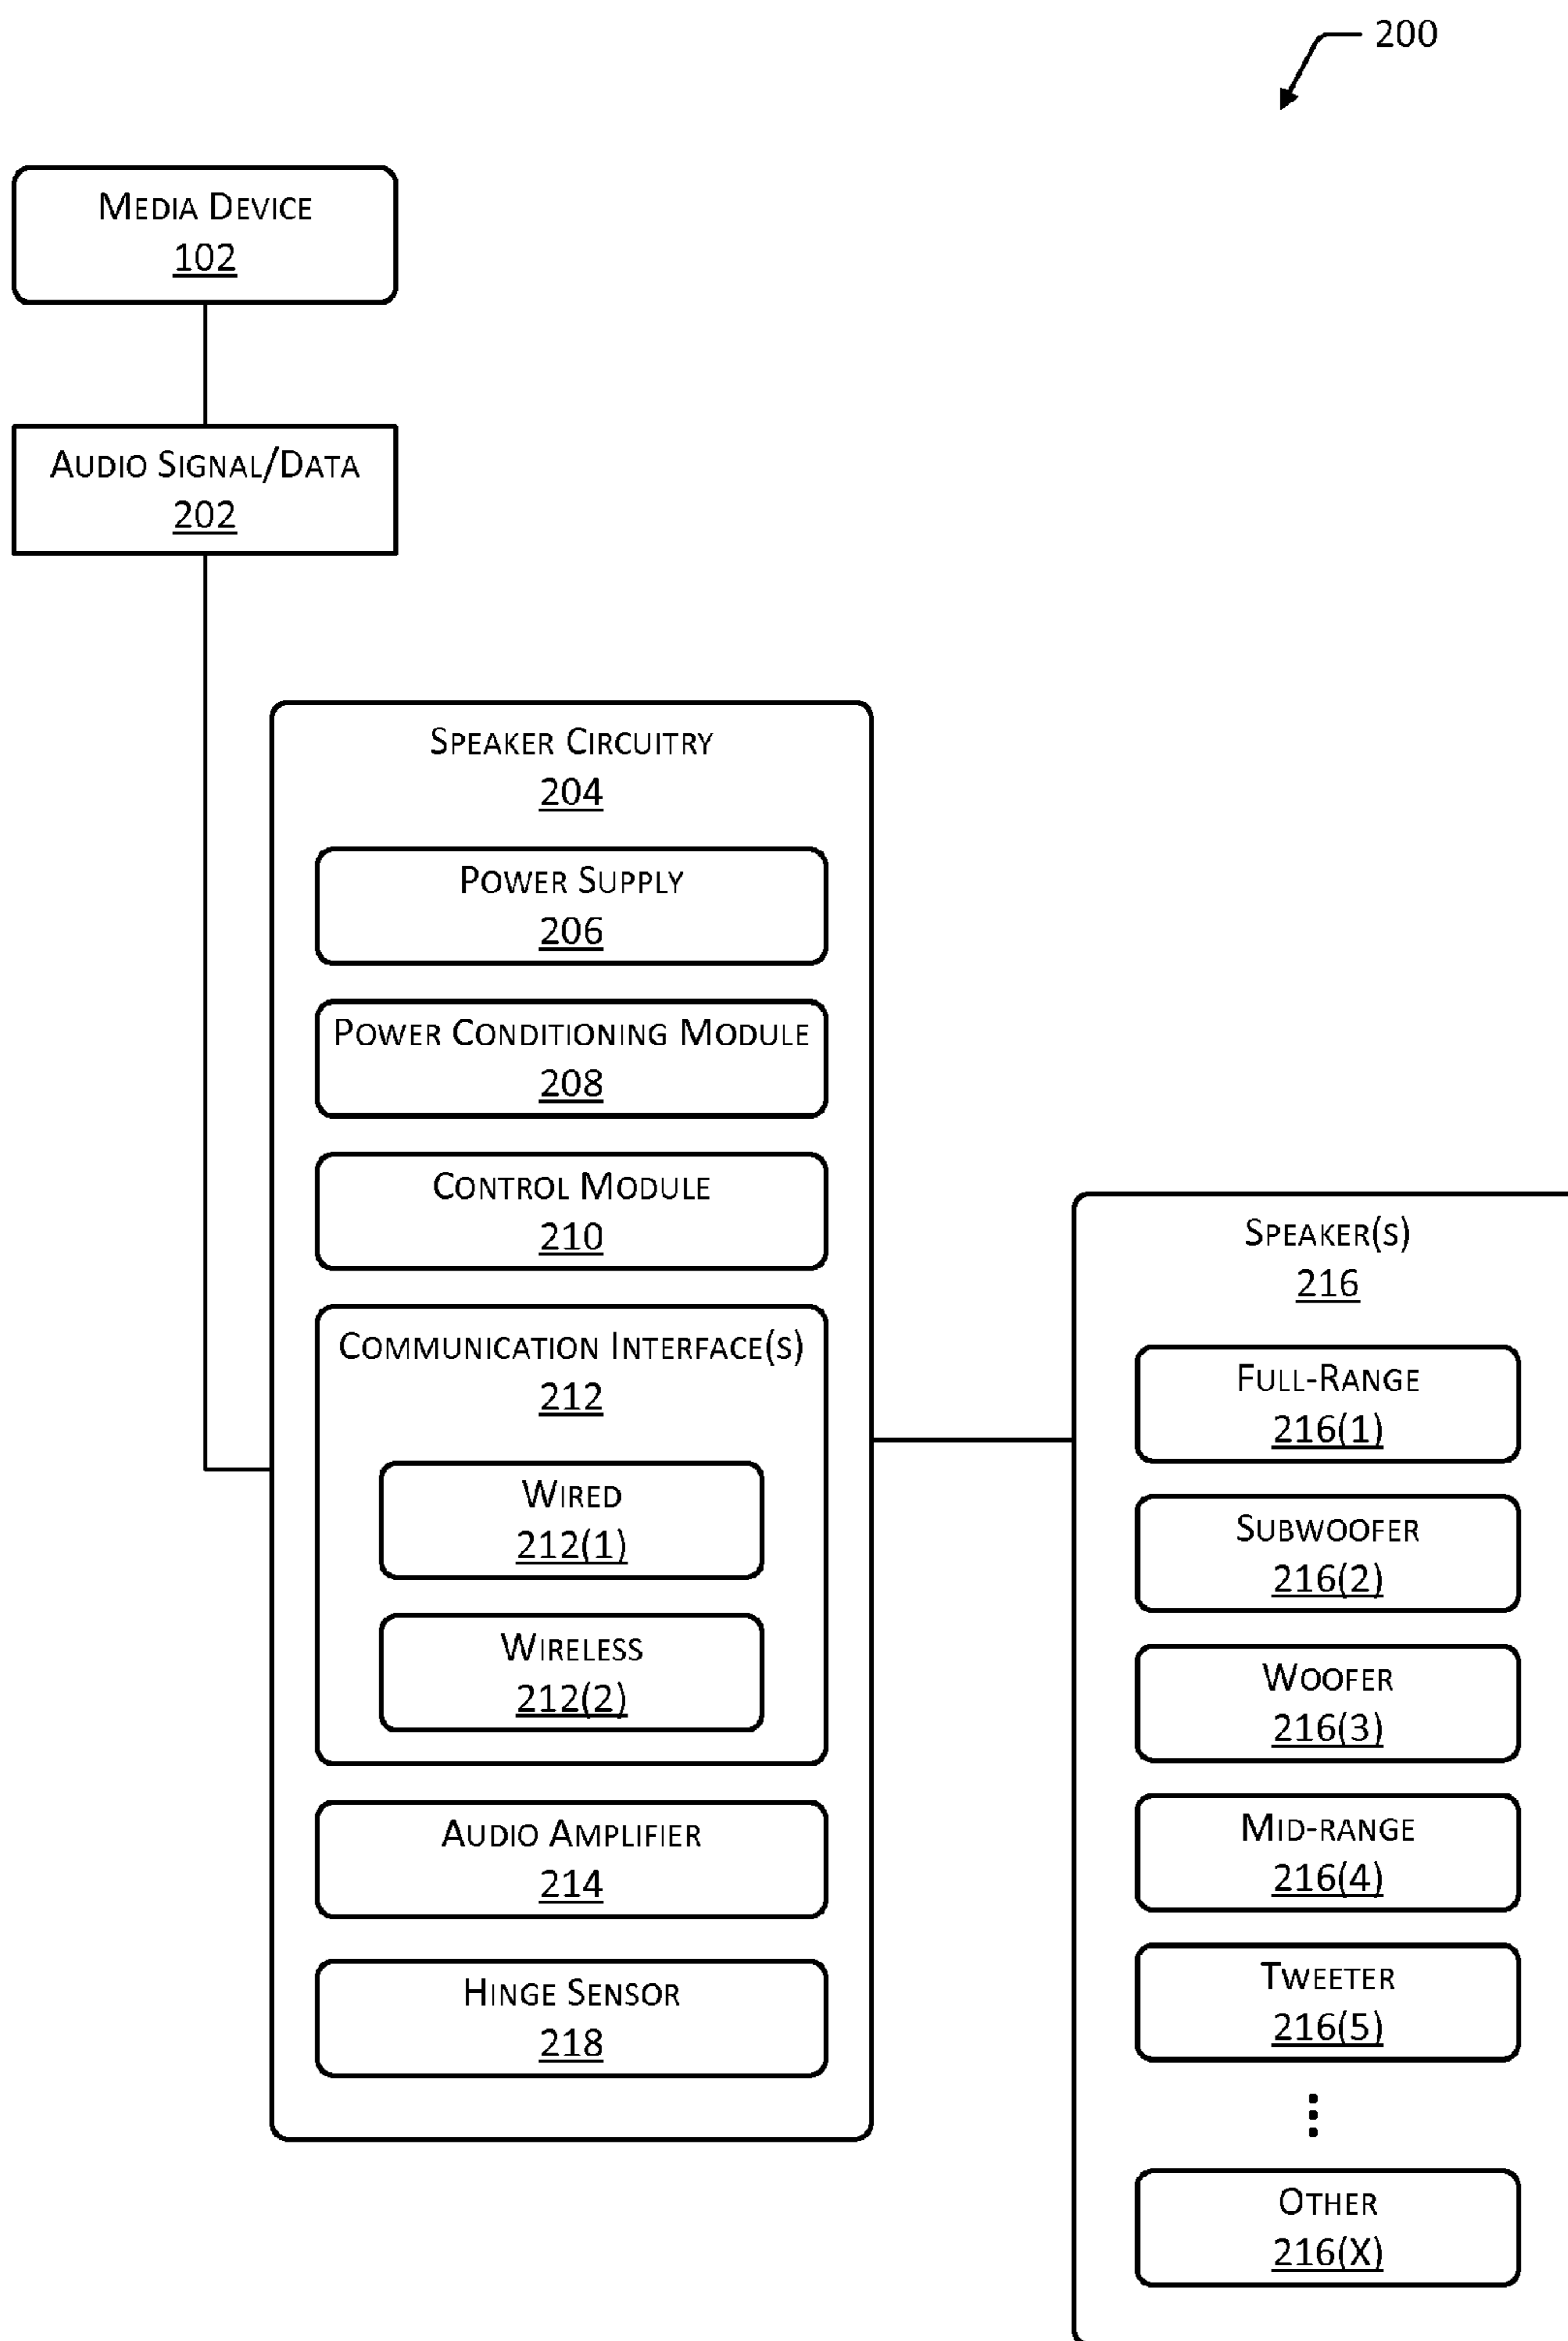 200
MEDIA DEVICE
102
AUDIO SIGNAL/DATA
202
SPEAKER CIRCUITRY
204
POWER SUPPLY
206
POWER CONDITIONING MODULE
208
CONTROL MODULE
210
COMMUNICATION INTERFACE(S)
212
WIRED
212(1)
WIRELESS
212(2)
AUDIO AMPLIFIER
214
HINGE SENSOR
218
SPEAKER(S)
216
FULL-RANGE
216(1)
SUBWOOFER
216(2)
WOOFER
216(3)
MID-RANGE
216(4)
TWEETER
216(5)
OTHER
216(X)